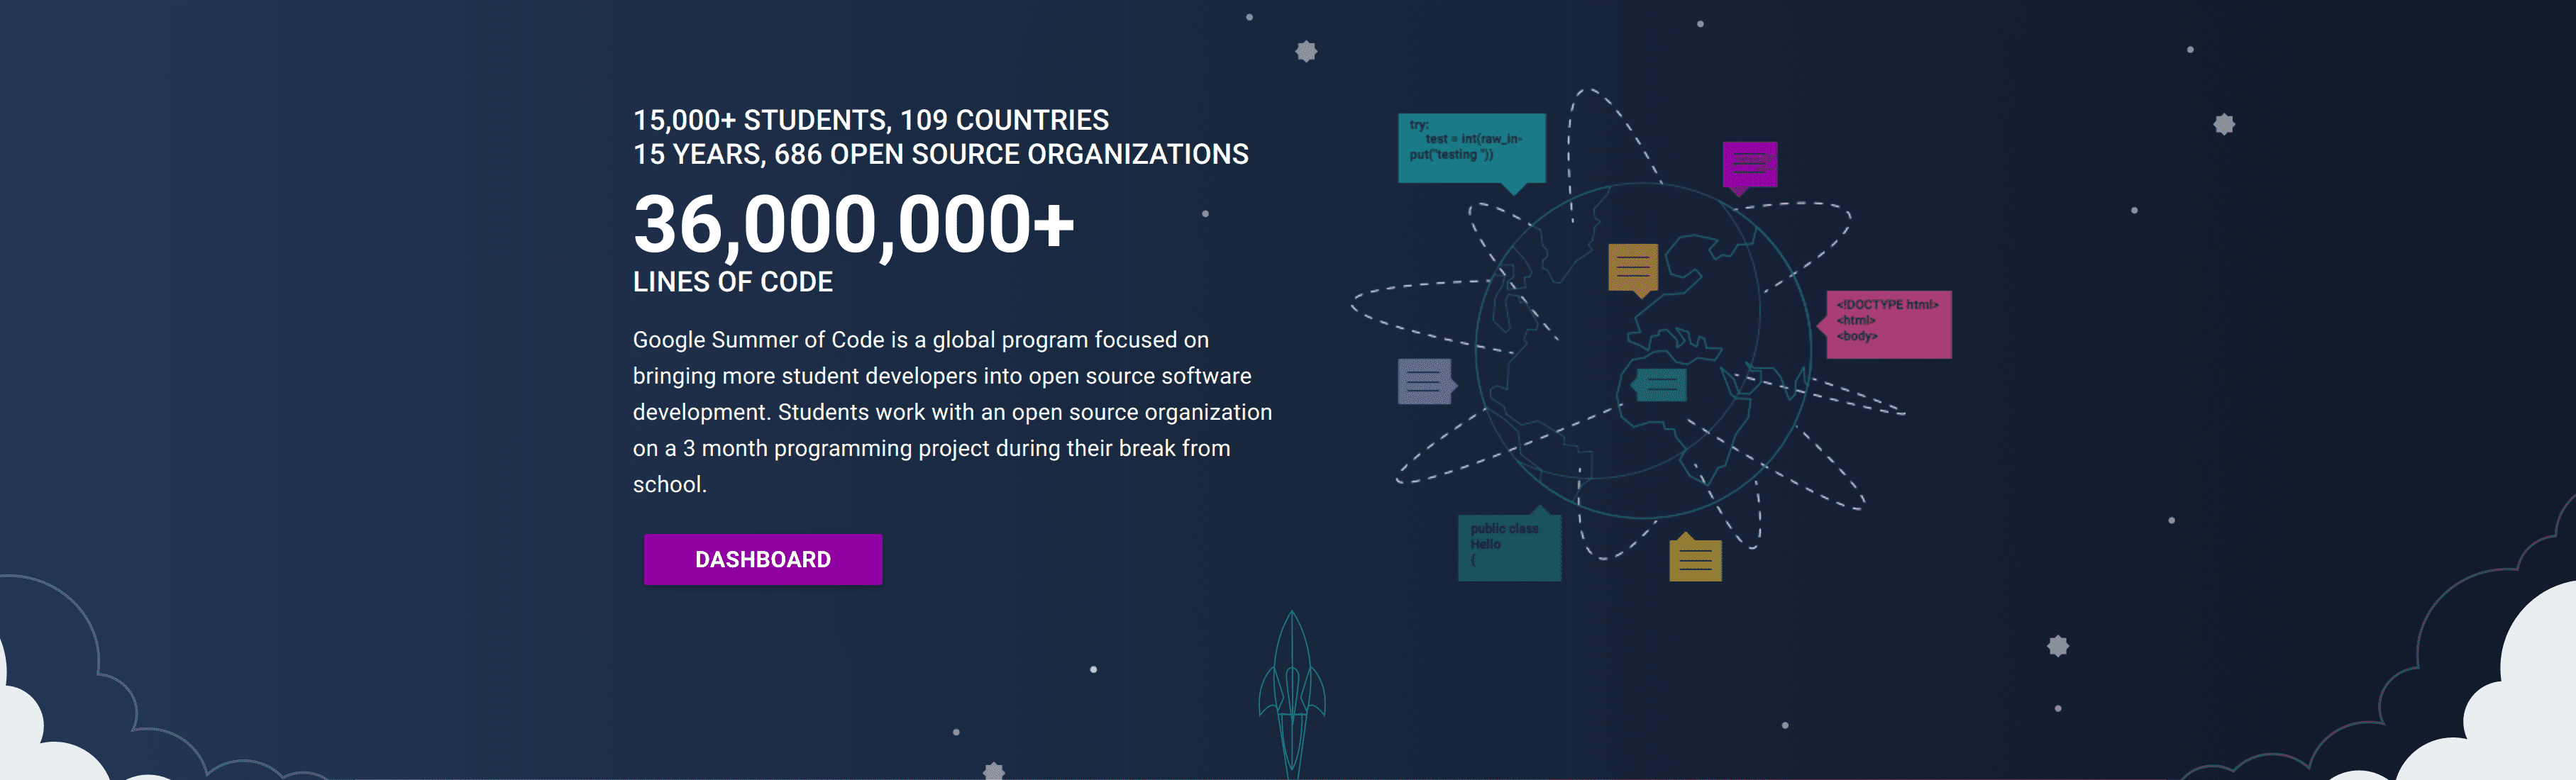 15,000+ STUDENTS, 109 COUNTRIES
15 YEARS, 686 OPEN SOURCE ORGANIZATIONS
36,000,000+
LINES OF CODE
Google Summer of Code is a global program focused on
bringing more student developers into open source software
development. Students work with an open source organization
on a 3 month programming project during their break from
school.
DASHBOARD
try:
test = int(raw_in-
put("testing "))
<!DOCTYPE html>
<html>
<body>
public class
Hello
{